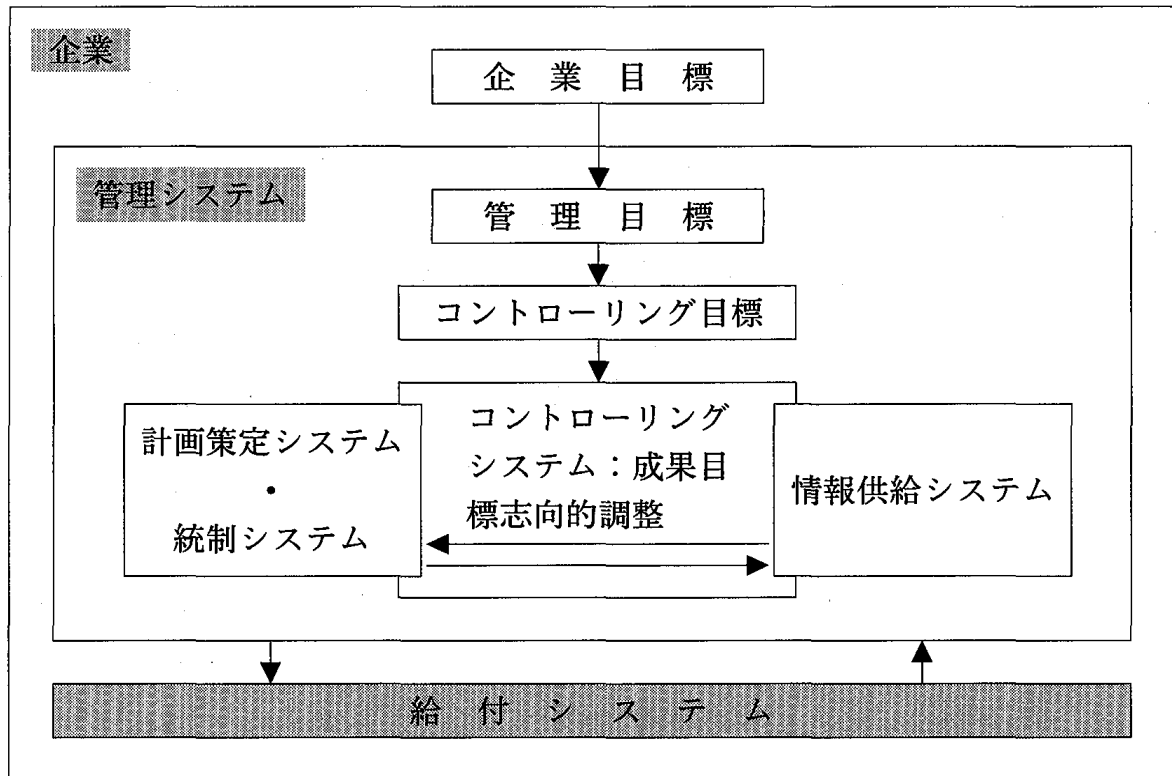 企業
企業目標
管理システム
管理目標
コントローリング目標
計画策定システム
・
統制システム
コントローリング
システム：成果目
標志向的調整
情報供給システム
給付システム